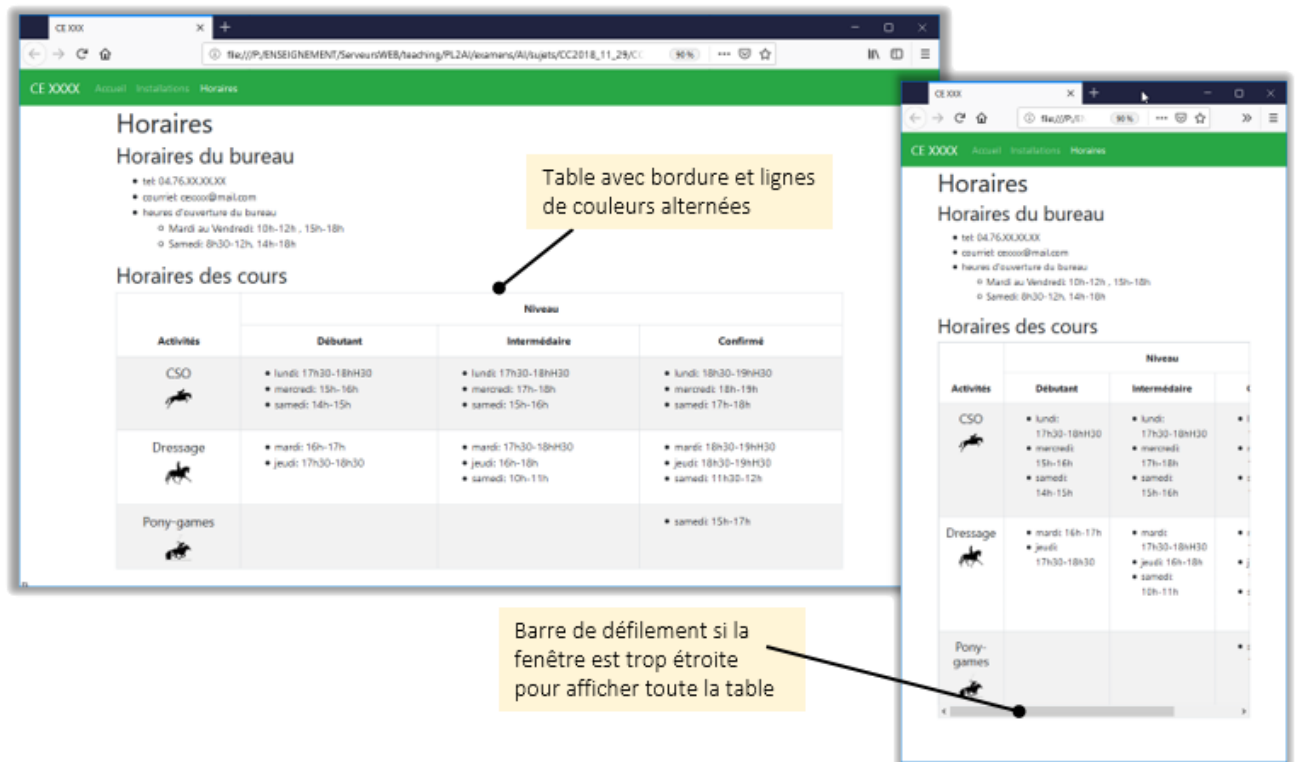 CE XXX
file:///P:/ENSEIGNEMENT/ServeursWEB/teaching/PL2AI/examens/AI/sujets/CC2018_11_29/CC
90%
CE XXXX Accueil Installations Horaires
Horaires
Horaires du bureau
tel: 04.76.XX.XX.XX
courriel: cexxxx@mail.com
heures d'ouverture du bureau
Mardi au Vendredi: 10h-12h , 15h-18h
Samedi: 8h30-12h, 14h-18h
Horaires des cours
Niveau
Activités Débutant Intermédaire Confirmé
CSO
lundi: 17h30-18hH30 lundi: 17h30-18hH30 lundi: 18h30-19hH30
mercredi: 15h-16h mercredi: 17h-18h mercredi: 18h-19h
samedi: 14h-15h samedi: 15h-16h samedi: 17h-18h
Dressage
mardi: 16h-17h mardi: 17h30-18hH30 mardi: 18h30-19hH30
jeudi: 17h30-18h30 jeudi: 16h-18h jeudi: 18h30-19hH30
samedi: 10h-11h samedi: 11h30-12h
Pony-games
samedi: 15h-17h
Table avec bordure et lignes
de couleurs alternées
CE XXX
90%
CE XXXX Accueil Installations Horaires
Horaires
Horaires du bureau
tel: 04.76.XX.XX.XX
courriel: cexxxx@mail.com
heures d'ouverture du bureau
Mardi au Vendredi: 10h-12h , 15h-18h
Samedi: 8h30-12h, 14h-18h
Horaires des cours
Niveau
Activités Débutant Intermédaire
CSO
lundi: lundi:
17h30-18hH30 17h30-18hH30
mercredi: mercredi:
15h-16h 17h-18h
samedi: samedi:
14h-15h 15h-16h
Dressage
mardi: 16h-17h mardi:
jeudi: 17h30-18hH30
17h30-18h30 jeudi: 16h-18h
samedi:
10h-11h
Pony-
games
Barre de défilement si la
fenêtre est trop étroite
pour afficher toute la table